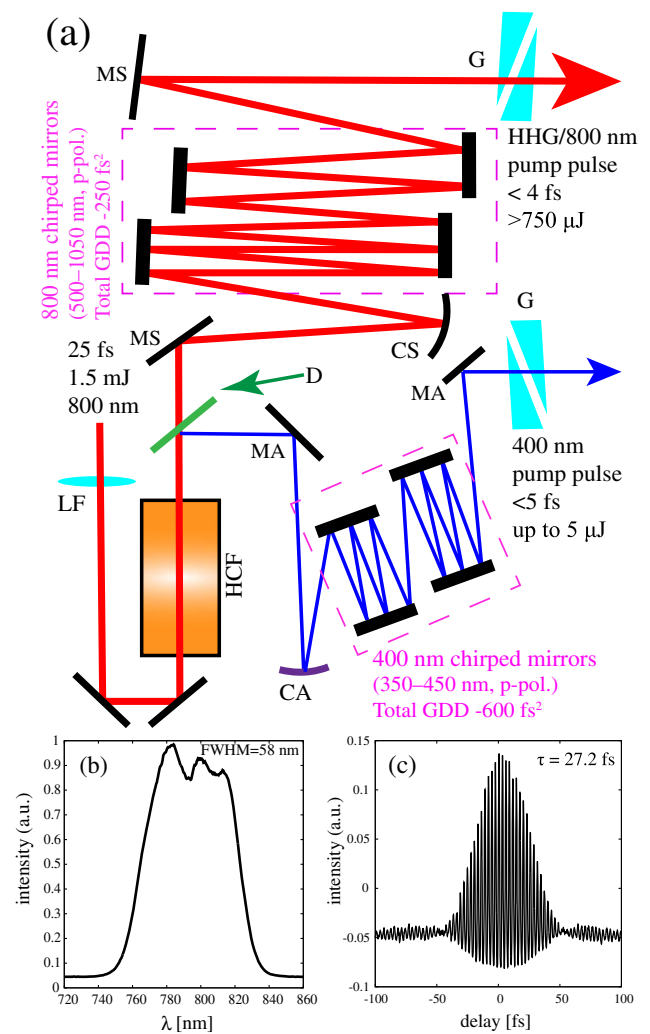 (a)
MS
G
HHG/800 nm
pump pulse
< 4 fs
>750 μJ
800 nm chirped mirrors
(500–1050 nm, p-pol.)
Total GDD -250 fs²
MS
CS
G
25 fs
1.5 mJ
800 nm
D
MA
MA
LF
400 nm
pump pulse
<5 fs
up to 5 μJ
HCF
CA
400 nm chirped mirrors
(350–450 nm, p-pol.)
Total GDD -600 fs²
(b)
FWHM=58 nm
intensity (a.u.)
1
0.9
0.8
0.7
0.6
0.5
0.4
0.3
0.2
0.1
0
720 740 760 780 800 820 840 860
λ [nm]
(c)
τ = 27.2 fs
intensity (a.u.)
0.15
0.1
0.05
0
-0.05
-0.1
-100 -50 0 50 100
delay [fs]